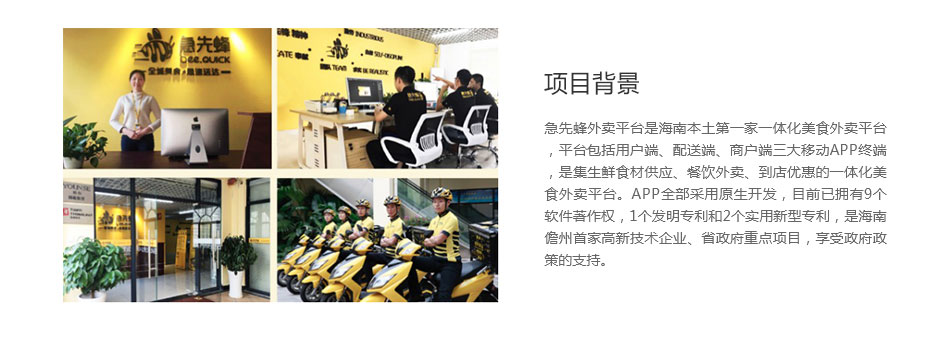 急先蜂
BEE.QUICK
全城美食 急速送达
INDUSTRIOUS
SELF-DISCIPLINE
TEAM
BE REALISTIC
项目背景
急先蜂外卖平台是海南本土第一家一体化美食外卖平台
，平台包括用户端、配送端、商户端三大移动APP终端
，是集生鲜食材供应、餐饮外卖、到店优惠的一体化美
食外卖平台。APP全部采用原生开发，目前已拥有9个
软件著作权，1个发明专利和2个实用新型专利，是海南
儋州首家高新技术企业、省政府重点项目，享受政府政
策的支持。